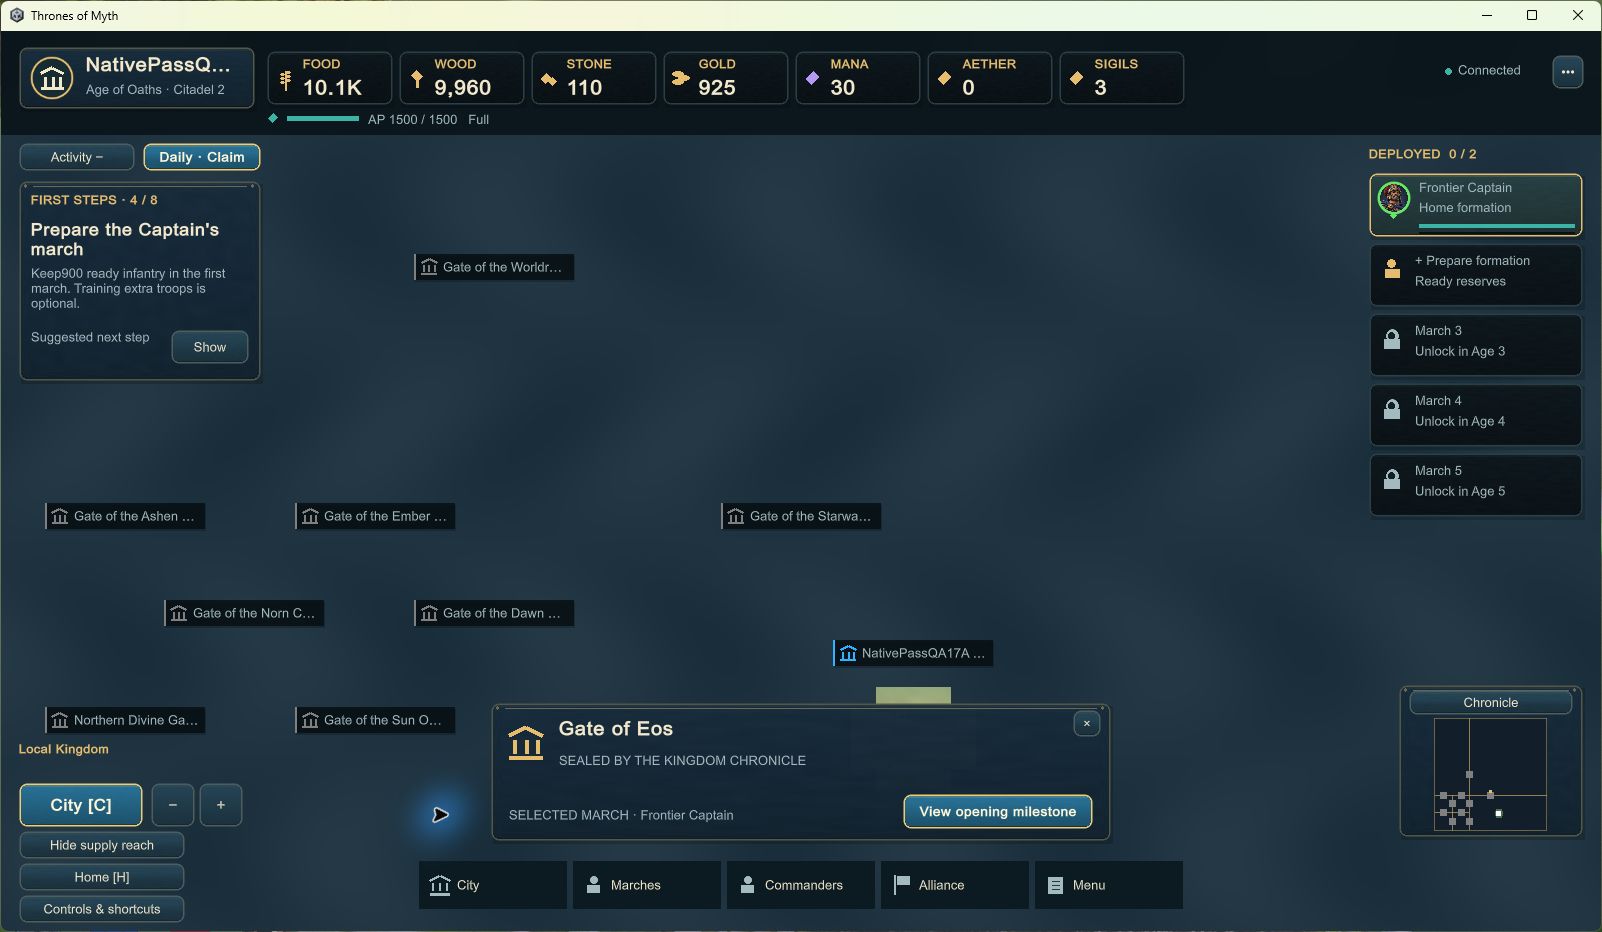 Thrones of Myth
NativePassQ...
Age of Oaths · Citadel 2
FOOD
10.1K
WOOD
9,960
STONE
110
GOLD
925
MANA
30
AETHER
0
SIGILS
3
Connected
AP 1500 / 1500 Full
Activity –
Daily · Claim
FIRST STEPS · 4 / 8
Prepare the Captain's
march
Keep900 ready infantry in the first
march. Training extra troops is
optional.
Suggested next step
Show
DEPLOYED 0 / 2
Frontier Captain
Home formation
+ Prepare formation
Ready reserves
March 3
Unlock in Age 3
March 4
Unlock in Age 4
March 5
Unlock in Age 5
Gate of the Worldr...
Gate of the Ashen ...
Gate of the Ember ...
Gate of the Starwa...
Gate of the Norn C...
Gate of the Dawn ...
NativePassQA17A ...
Northern Divine Ga...
Gate of the Sun O...
Local Kingdom
City [C]
–
+
Hide supply reach
Home [H]
Controls & shortcuts
Gate of Eos
×
SEALED BY THE KINGDOM CHRONICLE
SELECTED MARCH · Frontier Captain
View opening milestone
Chronicle
City
Marches
Commanders
Alliance
Menu